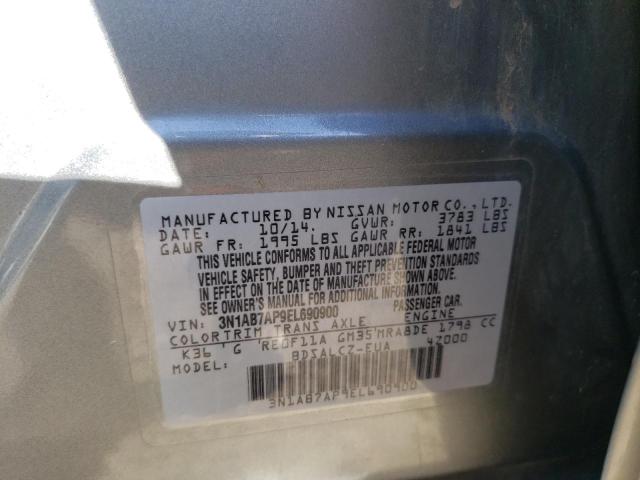 MANUFACTURED BY NISSAN MOTOR CO., LTD.
DATE: 10/14. GVWR: 3783 LBS
GAWR FR: 1995 LBS GAWR RR: 1841 LBS
THIS VEHICLE CONFORMS TO ALL APPLICABLE FEDERAL MOTOR
VEHICLE SAFETY, BUMPER AND THEFT PREVENTION STANDARDS
IN EFFECT ON THE DATE OF MANUFACTURE SHOWN ABOVE.
SEE OWNER'S MANUAL FOR ADDITIONAL INFORMATION.
VIN: 3N1AB7AP9EL690900 PASSENGER CAR.
COLOR TRIM TRANS AXLE ENGINE
K36 G RE0F11A GM35 MRA8DE 1798 CC
MODEL: BDSALCZ-EUA 42000
3N1AB7AP9EL690900